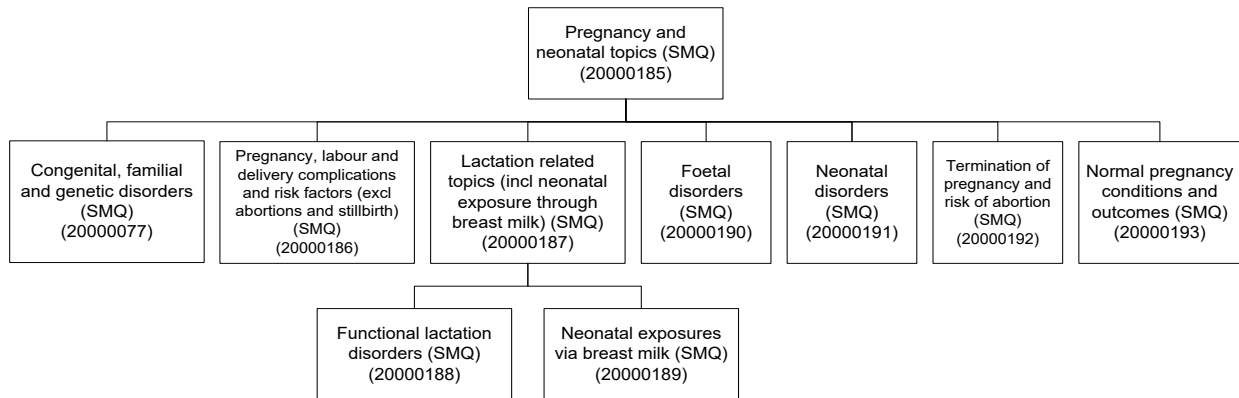 Pregnancy and
neonatal topics (SMQ)
(20000185)
Congenital, familial
and genetic disorders
(SMQ)
(20000077)
Pregnancy, labour and
delivery complications
and risk factors (excl
abortions and stillbirth)
(SMQ)
(20000186)
Lactation related
topics (incl neonatal
exposure through
breast milk) (SMQ)
(20000187)
Foetal
disorders
(SMQ)
(20000190)
Neonatal
disorders
(SMQ)
(20000191)
Termination of
pregnancy and
risk of abortion
(SMQ)
(20000192)
Normal pregnancy
conditions and
outcomes (SMQ)
(20000193)
Functional lactation
disorders (SMQ)
(20000188)
Neonatal exposures
via breast milk (SMQ)
(20000189)